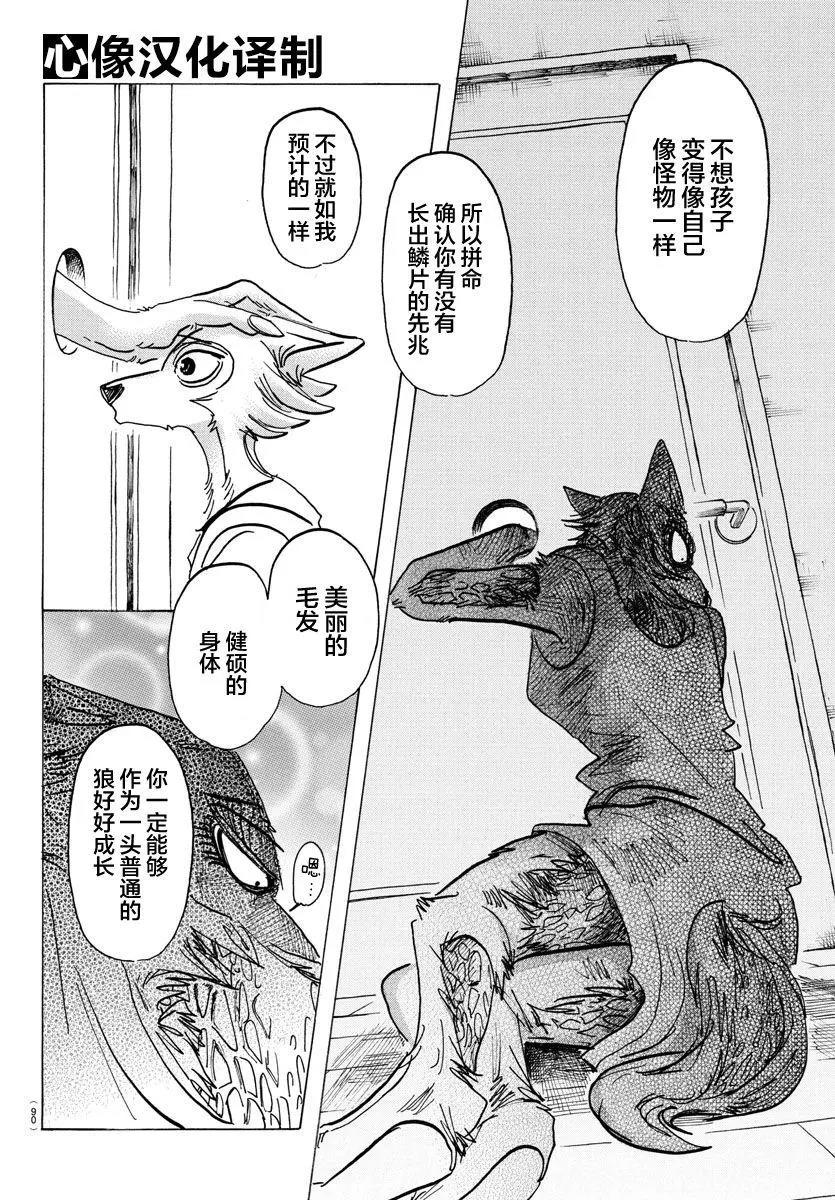 心像汉化译制
不想孩子
变得像自己
像怪物一样
所以拼命
确认你有没有
长出鳞片的先兆
不过就如我
预计的一样
美丽的
毛发
健硕的
身体
你一定能够
作为一头普通的
狼好好成长
嗯…
(90)